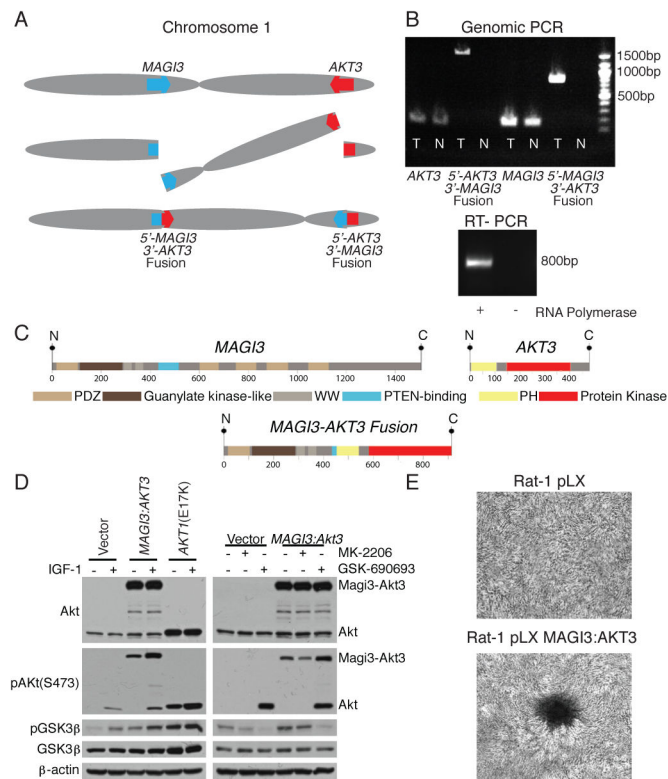 A
Chromosome 1
MAGI3
AKT3
5'-MAGI3
3'-AKT3
Fusion
5'-AKT3
3'-MAGI3
Fusion
B
Genomic PCR
1500bp
1000bp
500bp
T N T N T N T N
AKT3
5'-AKT3
3'-MAGI3
Fusion
MAGI3
5'-MAGI3
3'-AKT3
Fusion
RT- PCR
800bp
+ - RNA Polymerase
C
N MAGI3 C
0 200 400 600 800 1000 1200 1400
N AKT3 C
0 100 200 300 400
PDZ Guanylate kinase-like WW PTEN-binding PH Protein Kinase
N MAGI3-AKT3 Fusion C
0 200 400 600 800
D
Vector MAGI3:AKT3 AKT1(E17K)
IGF-1 - + - + - +
Vector MAGI3:Akt3
- + - - + - MK-2206
- - + - - + GSK-690693
Akt
Magi3-Akt3
Akt
pAKt(S473)
Magi3-Akt3
Akt
pGSK3β
GSK3β
β-actin
E
Rat-1 pLX
Rat-1 pLX MAGI3:AKT3